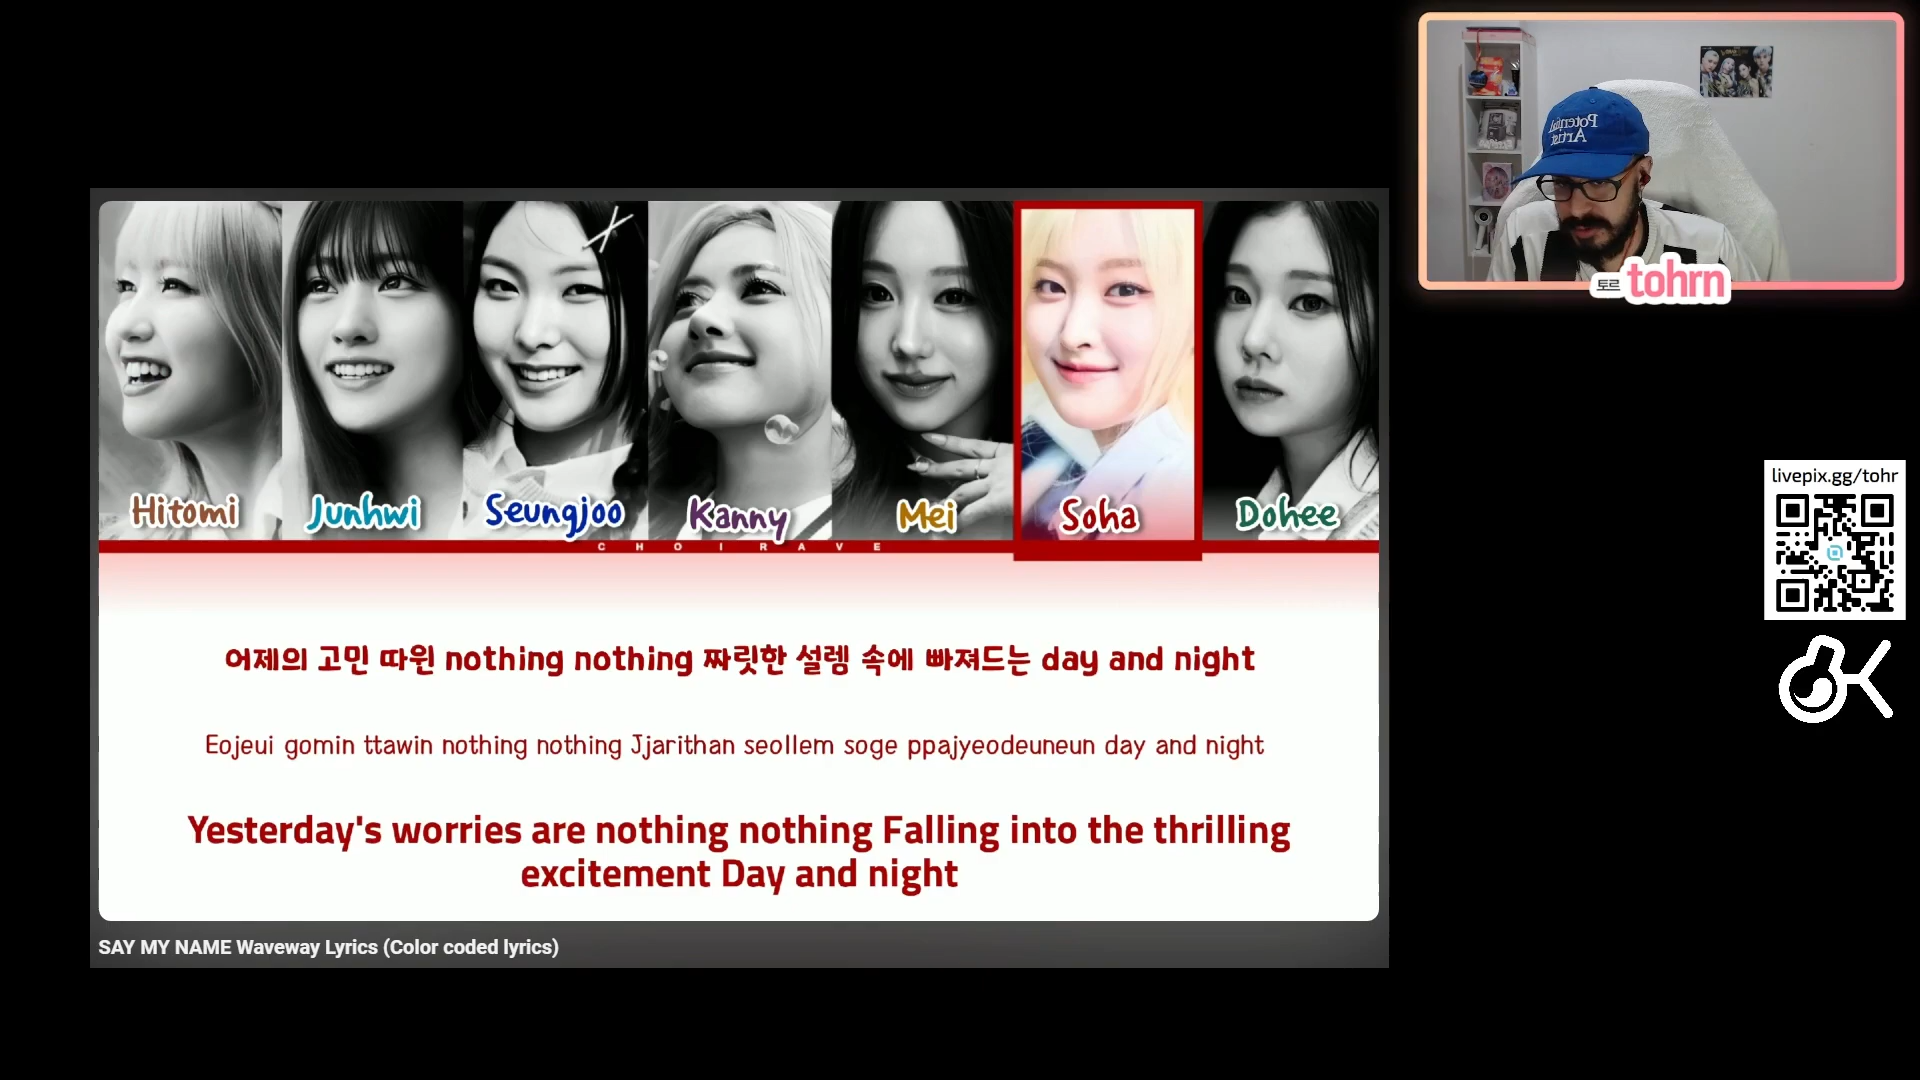 Hitomi
Junhwi
Seungjoo
Kanny
Mei
Soha
Dohee
CHOIRAVE
어제의 고민 따윈 nothing nothing 짜릿한 설렘 속에 빠져드는 day and night
Eojeui gomin ttawin nothing nothing Jjarithan seollem soge ppajyeodeuneun day and night
Yesterday's worries are nothing nothing Falling into the thrilling
excitement Day and night
SAY MY NAME Waveway Lyrics (Color coded lyrics)
Potential
Artist
토르 tohrn
livepix.gg/tohr